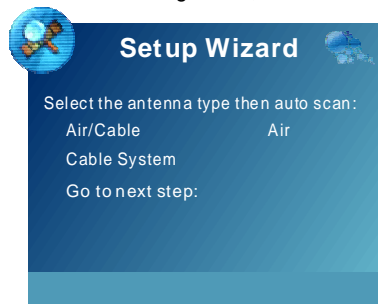 Setup Wizard
Select the antenna type then auto scan:
Air/Cable Air
Cable System
Go to next step: